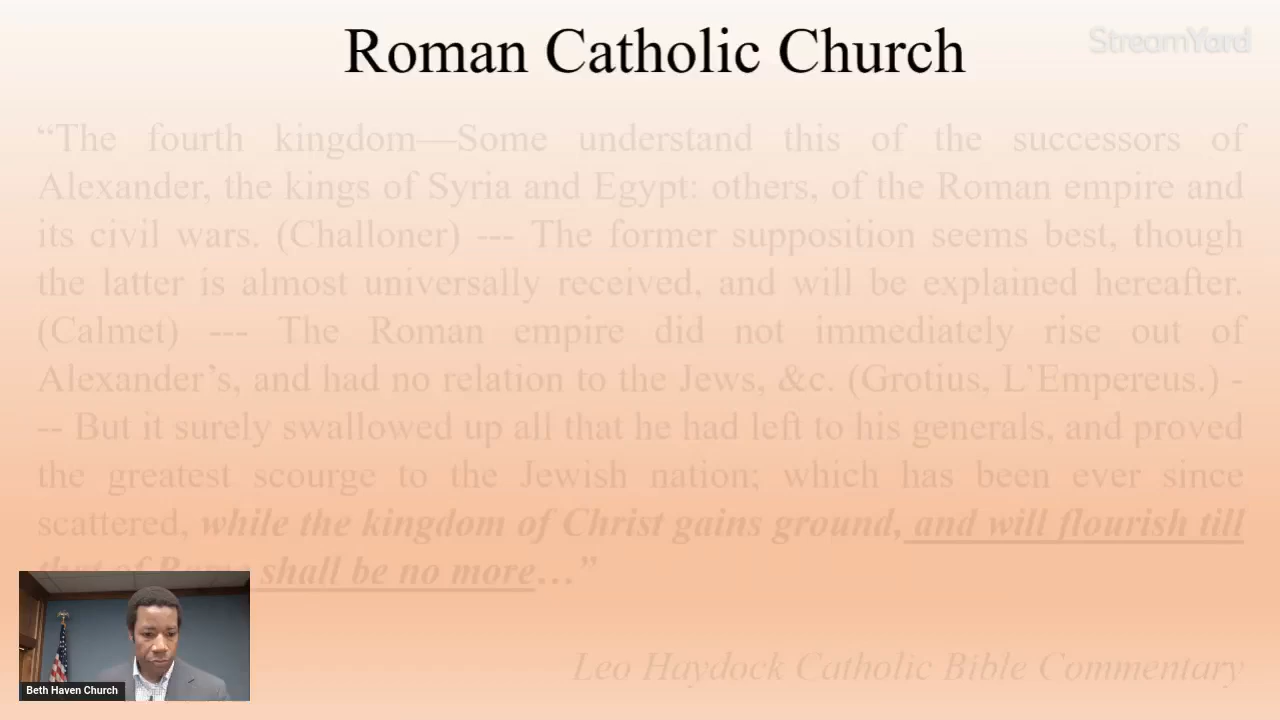 Roman Catholic Church
StreamYard
“The fourth kingdom—Some understand this of the successors of
Alexander, the kings of Syria and Egypt: others, of the Roman empire and
its civil wars. (Challoner) --- The former supposition seems best, though
the latter is almost universally received, and will be explained hereafter.
(Calmet) --- The Roman empire did not immediately rise out of
Alexander’s, and had no relation to the Jews, &c. (Grotius, L’Empereus.) -
-- But it surely swallowed up all that he had left to his generals, and proved
the greatest scourge to the Jewish nation; which has been ever since
scattered, while the kingdom of Christ gains ground, and will flourish till
that of Rome shall be no more…”
Leo Haydock Catholic Bible Commentary
Beth Haven Church